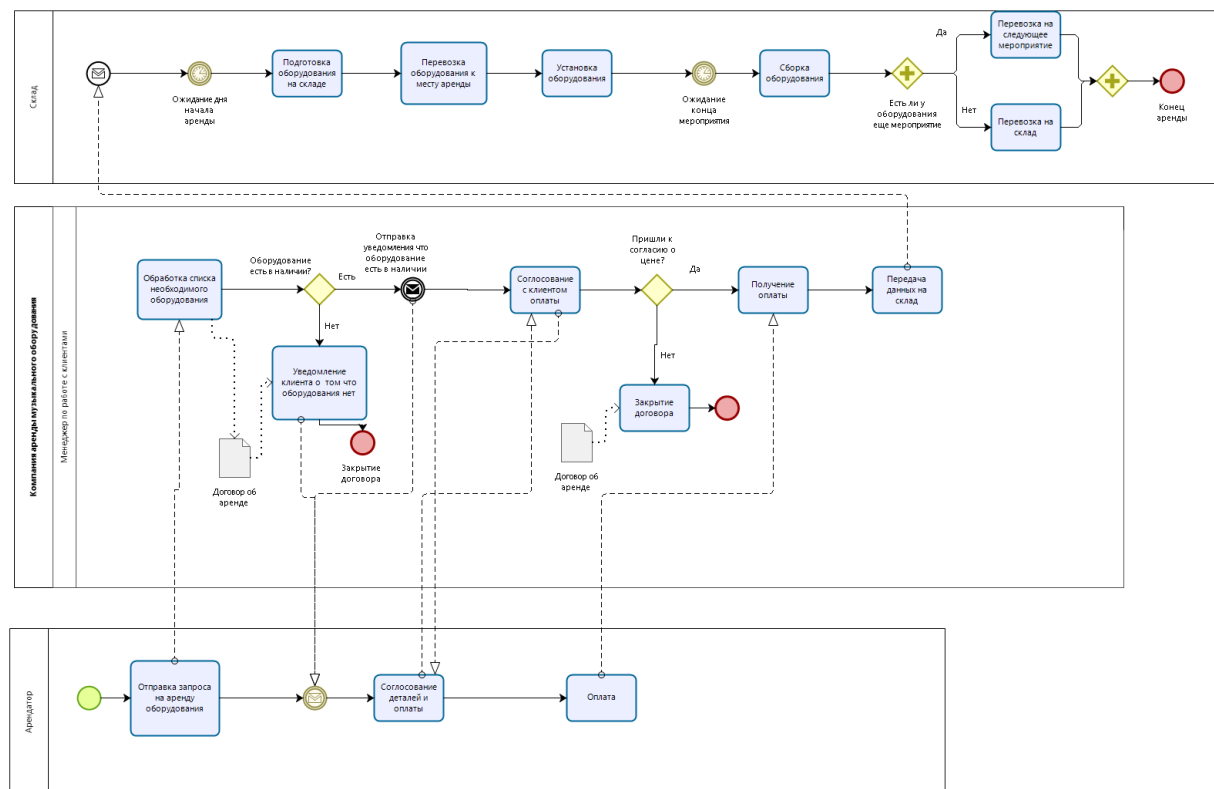 Склад
Ожидание дня
начала
аренды
Подготовка
оборудования
на складе
Перевозка
оборудования к
месту аренды
Установка
оборудования
Ожидание
конца
мероприятия
Сборка
оборудования
Есть ли у
оборудования
еще мероприятие
Да
Нет
Перевозка на
следующее
мероприятие
Перевозка на
склад
Конец
аренды
Компания аренды музыкального оборудования
Менеджер по работе с клиентами
Обработка списка
необходимого
оборудования
Оборудование
есть в наличии?
Есть
Нет
Отправка
уведомления что
оборудование
есть в наличии
Уведомление
клиента о том что
оборудования нет
Закрытие
договора
Договор об
аренде
Соглосование
с клиентом
оплаты
Пришли к
согласию о
цене?
Да
Нет
Закрытие
договора
Договор об
аренде
Получение
оплаты
Передача
данных на
склад
Арендатор
Отправка запроса
на аренду
оборудования
Соглосование
деталей и
оплаты
Оплата